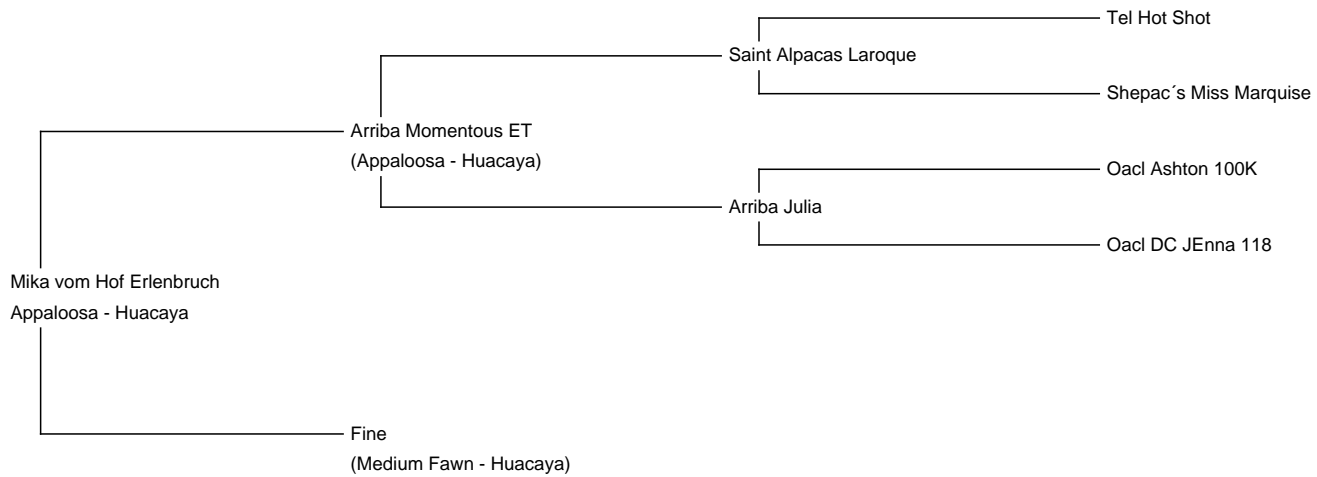 Tel Hot Shot
Saint Alpacas Laroque
Shepac´s Miss Marquise
Arriba Momentous ET
(Appaloosa - Huacaya)
Oacl Ashton 100K
Arriba Julia
Oacl DC JEnna 118
Mika vom Hof Erlenbruch
Appaloosa - Huacaya
Fine
(Medium Fawn - Huacaya)